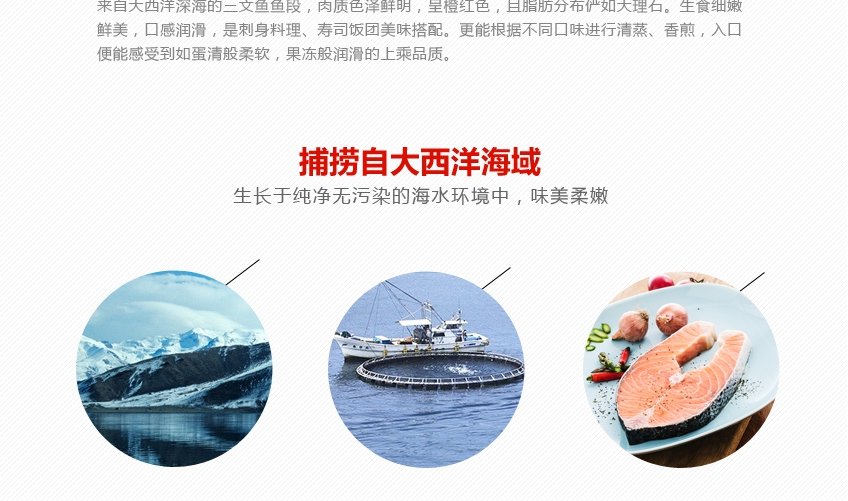 来自大西洋深海的三文鱼鱼段，肉质色泽鲜明，呈橙红色，且脂肪分布俨如大理石。生食细嫩
鲜美，口感润滑，是刺身料理、寿司饭团美味搭配。更能根据不同口味进行清蒸、香煎，入口
便能感受到如蛋清般柔软，果冻般润滑的上乘品质。
捕捞自大西洋海域
生长于纯净无污染的海水环境中，味美柔嫩